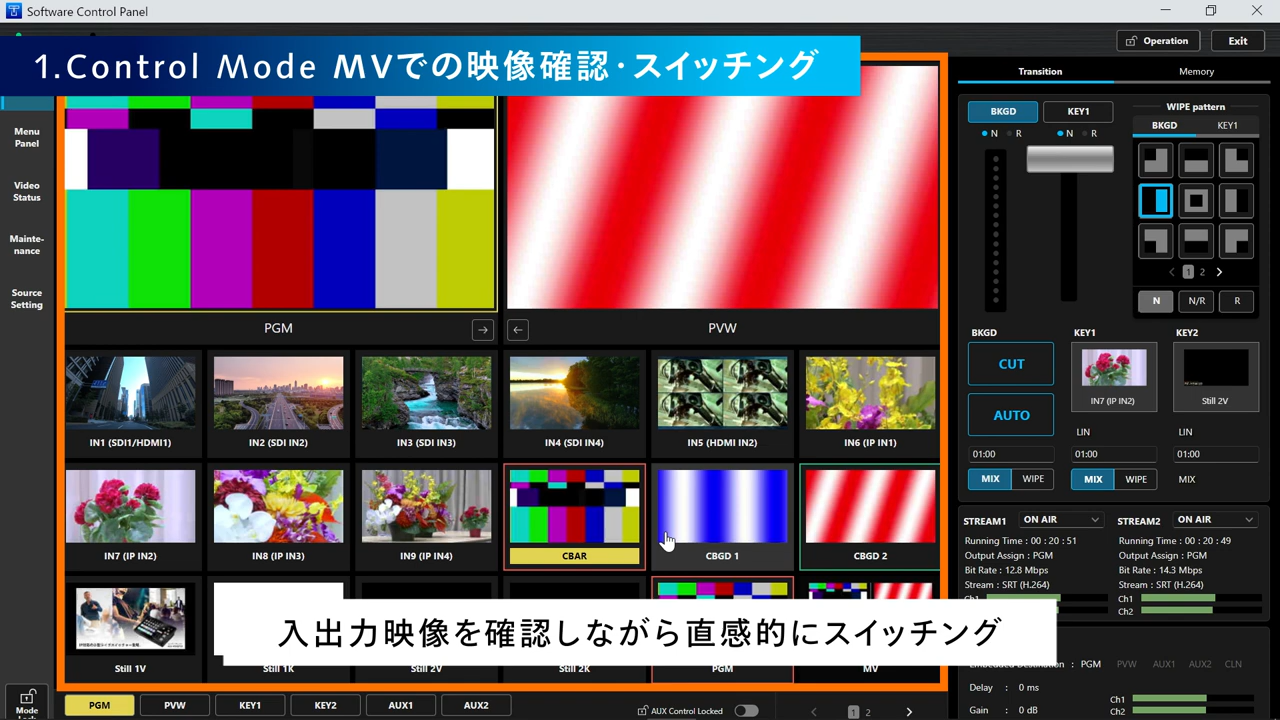 Software Control Panel
Operation
Exit
1.Control Mode MVでの映像確認・スイッチング
Menu
Panel
Video
Status
Mainte-
nance
Source
Setting
Mode
PGM
PVW
IN1 (SDI1/HDMI1)
IN2 (SDI IN2)
IN3 (SDI IN3)
IN4 (SDI IN4)
IN5 (HDMI IN2)
IN6 (IP IN1)
IN7 (IP IN2)
IN8 (IP IN3)
IN9 (IP IN4)
CBAR
CBGD 1
CBGD 2
Still 1V
Still 1K
Still 2V
Still 2K
PGM
MV
入出力映像を確認しながら直感的にスイッチング
PGM
PVW
KEY1
KEY2
AUX1
AUX2
AUX Control Locked
1 2
Transition
Memory
BKGD
KEY1
N R
N R
WIPE pattern
BKGD
KEY1
1 2
N
N/R
R
BKGD
KEY1
KEY2
CUT
AUTO
IN7 (IP IN2)
Still 2V
LIN
LIN
01:00
01:00
01:00
MIX
WIPE
MIX
WIPE
MIX
STREAM1
ON AIR
Running Time : 00 : 20 : 51
Output Assign : PGM
Bit Rate : 12.8 Mbps
Stream : SRT (H.264)
Ch1
STREAM2
ON AIR
Running Time : 00 : 20 : 49
Output Assign : PGM
Bit Rate : 14.3 Mbps
Stream : SRT (H.264)
Ch1
Ch2
: PGM
PVW
AUX1
AUX2
CLN
Delay : 0 ms
Gain : 0 dB
Ch1
Ch2